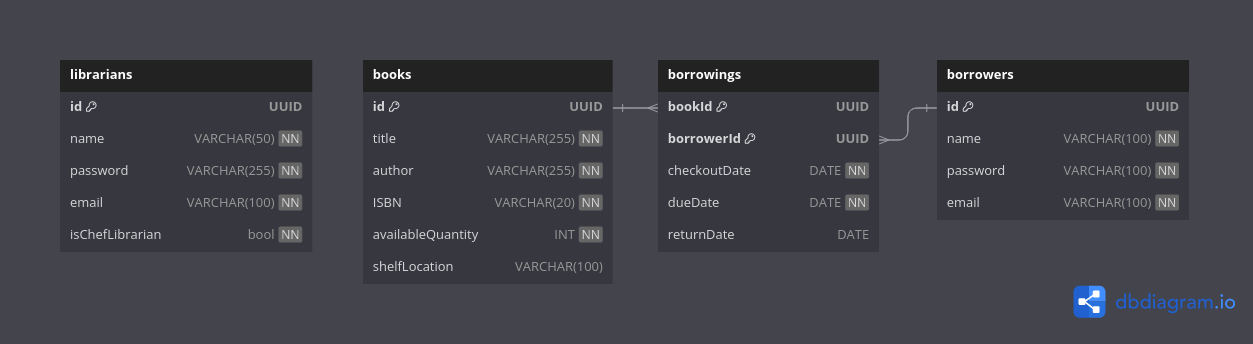 librarians
id UUID
name VARCHAR(50) NN
password VARCHAR(255) NN
email VARCHAR(100) NN
isChefLibrarian bool NN
books
id UUID
title VARCHAR(255) NN
author VARCHAR(255) NN
ISBN VARCHAR(20) NN
availableQuantity INT NN
shelfLocation VARCHAR(100)
borrowings
bookId UUID
borrowerId UUID
checkoutDate DATE NN
dueDate DATE NN
returnDate DATE
borrowers
id UUID
name VARCHAR(100) NN
password VARCHAR(100) NN
email VARCHAR(100) NN
dbdiagram.io